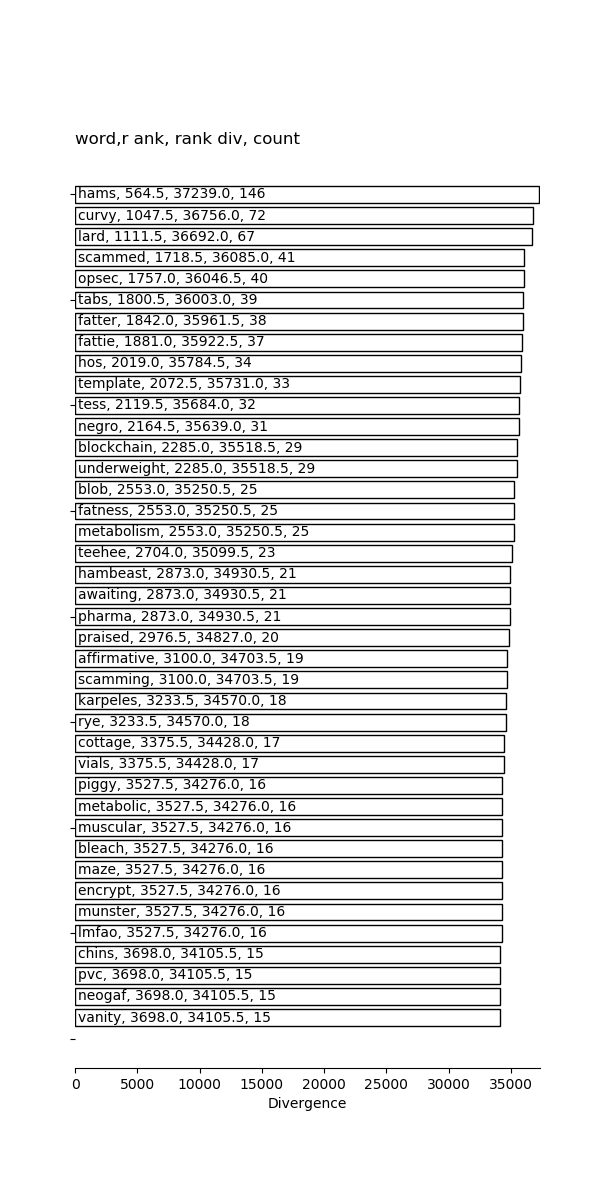 word,r ank, rank div, count
hams, 564.5, 37239.0, 146
curvy, 1047.5, 36756.0, 72
lard, 1111.5, 36692.0, 67
scammed, 1718.5, 36085.0, 41
opsec, 1757.0, 36046.5, 40
tabs, 1800.5, 36003.0, 39
fatter, 1842.0, 35961.5, 38
fattie, 1881.0, 35922.5, 37
hos, 2019.0, 35784.5, 34
template, 2072.5, 35731.0, 33
tess, 2119.5, 35684.0, 32
negro, 2164.5, 35639.0, 31
blockchain, 2285.0, 35518.5, 29
underweight, 2285.0, 35518.5, 29
blob, 2553.0, 35250.5, 25
fatness, 2553.0, 35250.5, 25
metabolism, 2553.0, 35250.5, 25
teehee, 2704.0, 35099.5, 23
hambeast, 2873.0, 34930.5, 21
awaiting, 2873.0, 34930.5, 21
pharma, 2873.0, 34930.5, 21
praised, 2976.5, 34827.0, 20
affirmative, 3100.0, 34703.5, 19
scamming, 3100.0, 34703.5, 19
karpeles, 3233.5, 34570.0, 18
rye, 3233.5, 34570.0, 18
cottage, 3375.5, 34428.0, 17
vials, 3375.5, 34428.0, 17
piggy, 3527.5, 34276.0, 16
metabolic, 3527.5, 34276.0, 16
muscular, 3527.5, 34276.0, 16
bleach, 3527.5, 34276.0, 16
maze, 3527.5, 34276.0, 16
encrypt, 3527.5, 34276.0, 16
munster, 3527.5, 34276.0, 16
lmfao, 3527.5, 34276.0, 16
chins, 3698.0, 34105.5, 15
pvc, 3698.0, 34105.5, 15
neogaf, 3698.0, 34105.5, 15
vanity, 3698.0, 34105.5, 15
0 5000 10000 15000 20000 25000 30000 35000
Divergence